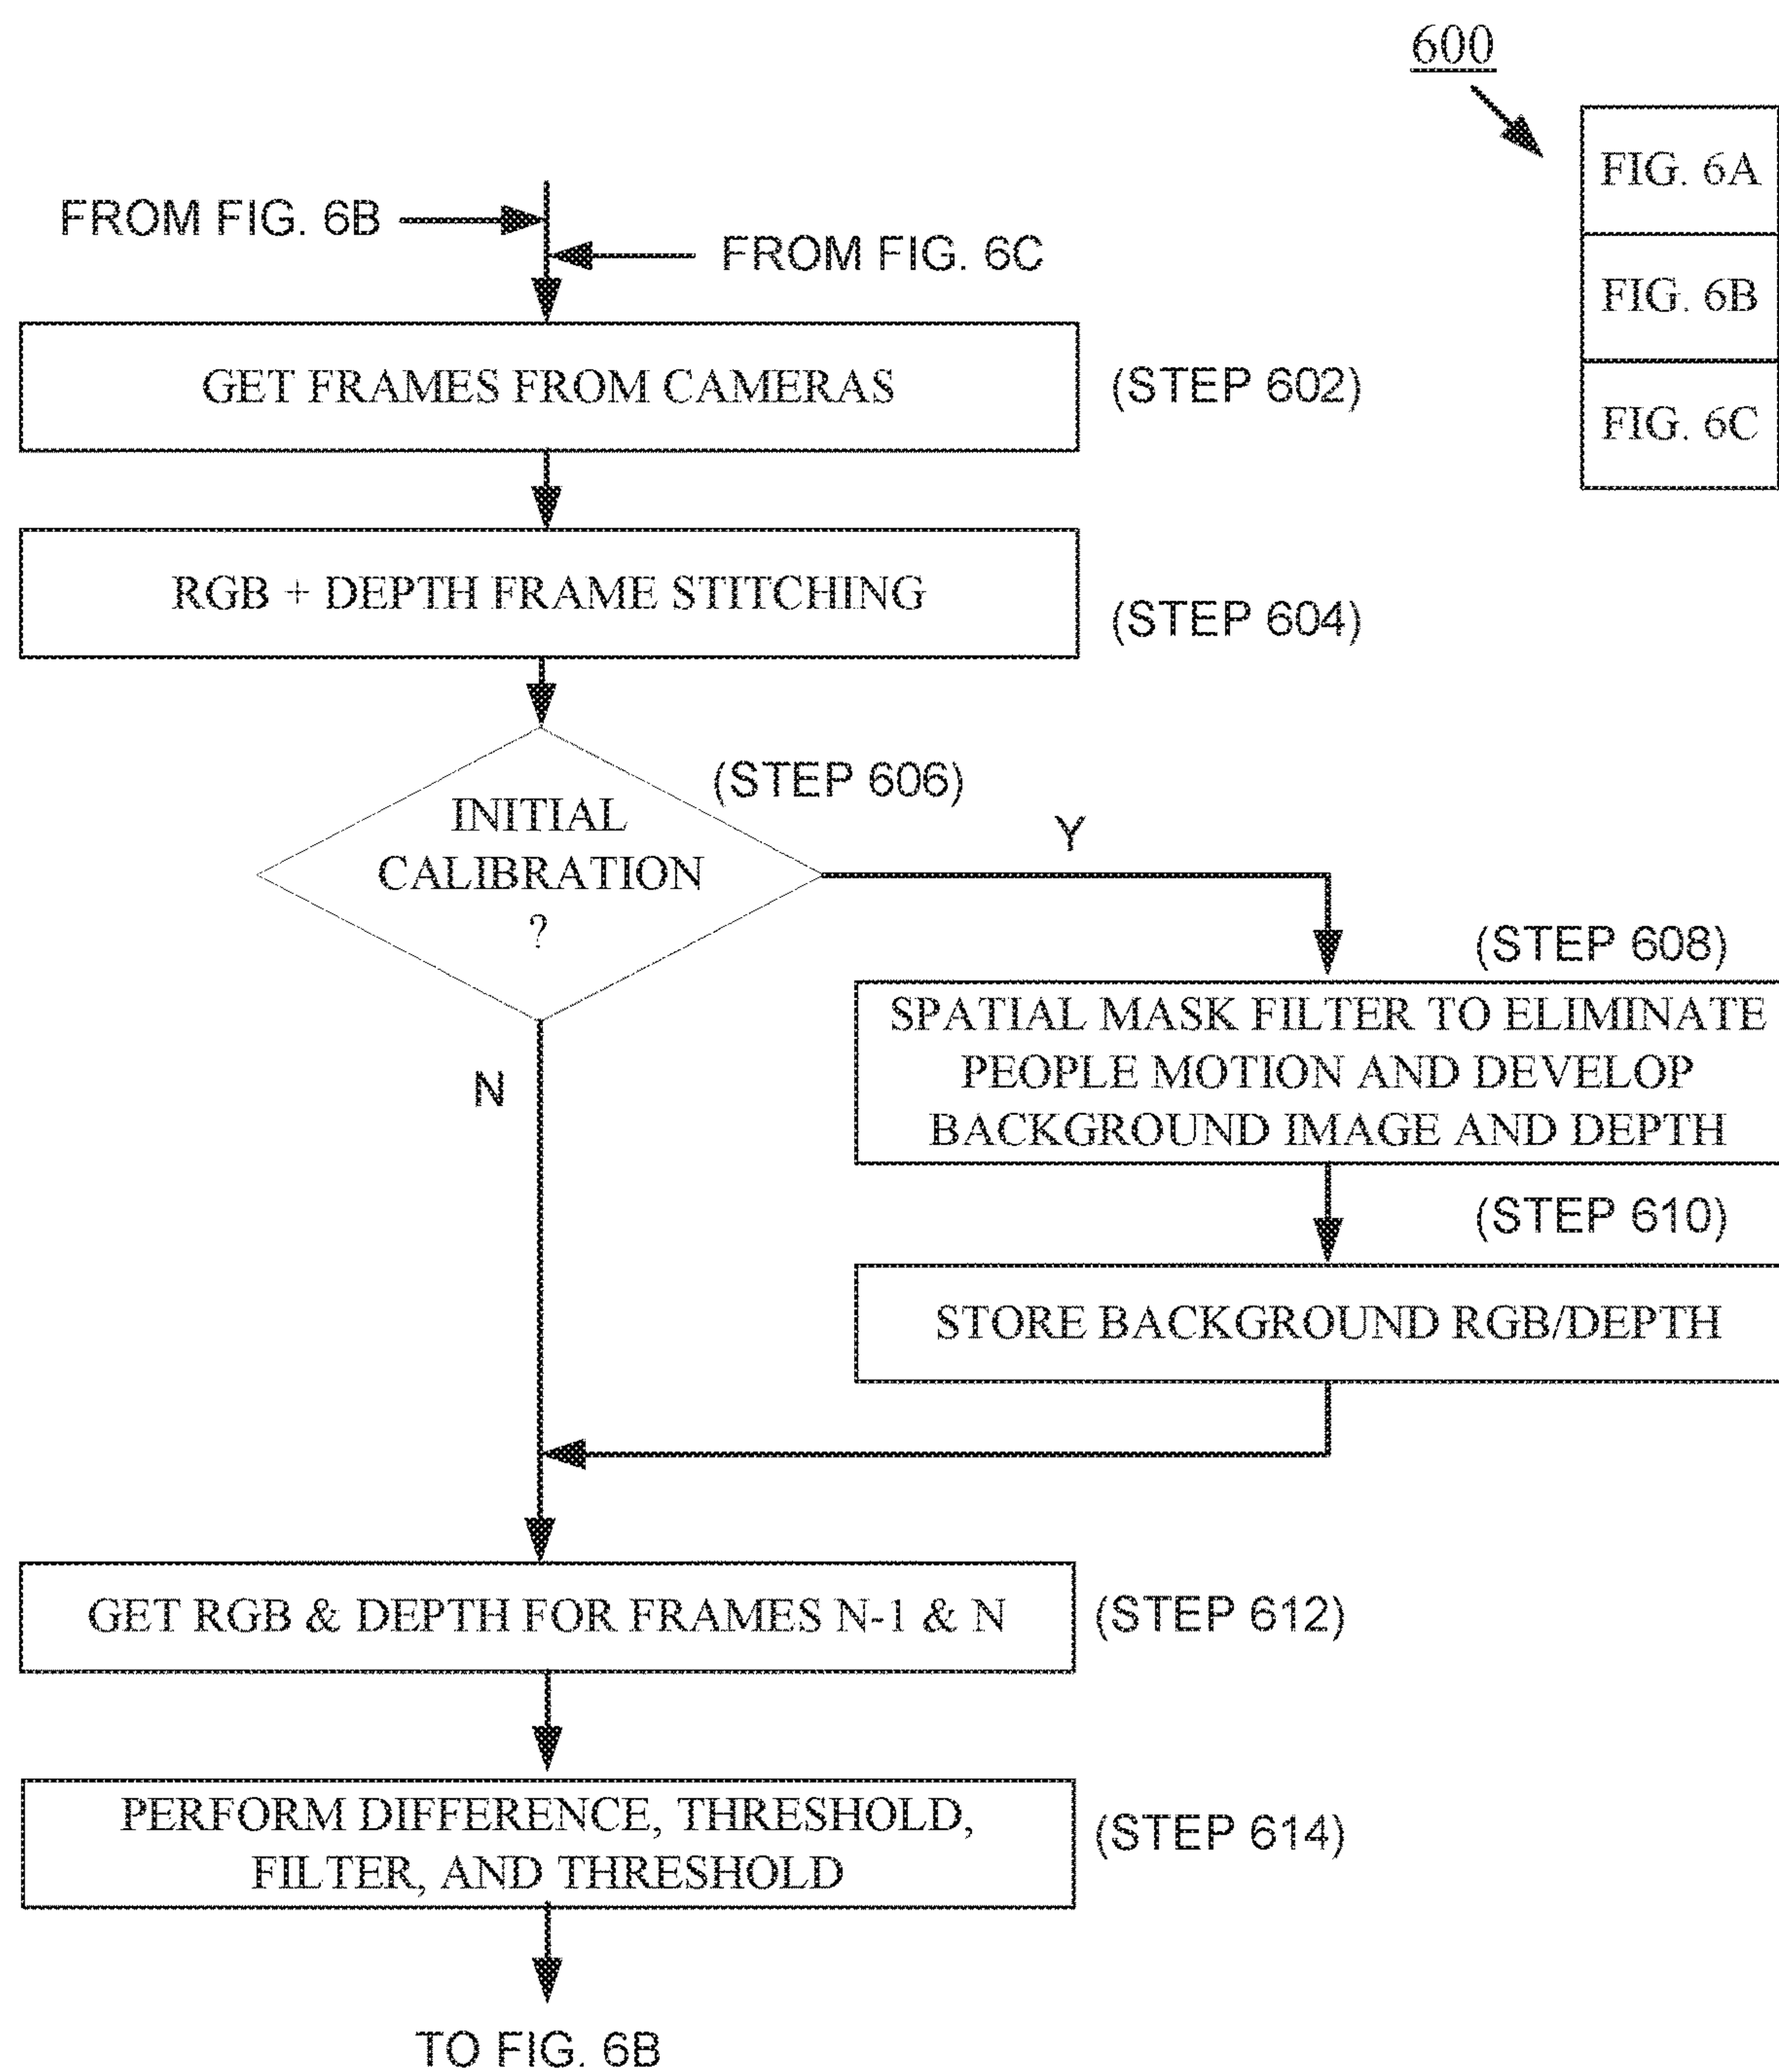 600
FIG. 6A
FIG. 6B
FIG. 6C
FROM FIG. 6B
FROM FIG. 6C
GET FRAMES FROM CAMERAS
(STEP 602)
RGB + DEPTH FRAME STITCHING
(STEP 604)
(STEP 606)
INITIAL
CALIBRATION
?
Y
N
(STEP 608)
SPATIAL MASK FILTER TO ELIMINATE
PEOPLE MOTION AND DEVELOP
BACKGROUND IMAGE AND DEPTH
(STEP 610)
STORE BACKGROUND RGB/DEPTH
GET RGB & DEPTH FOR FRAMES N-1 & N
(STEP 612)
PERFORM DIFFERENCE, THRESHOLD,
FILTER, AND THRESHOLD
(STEP 614)
TO FIG. 6B